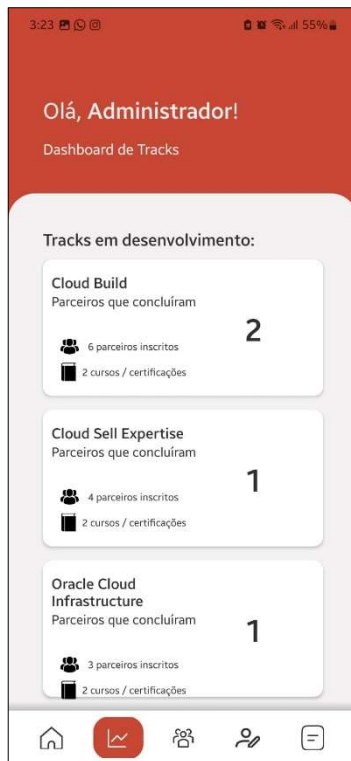 3:23 55%
Olá, Administrador!
Dashboard de Tracks
Tracks em desenvolvimento:
Cloud Build
Parceiros que concluíram
2
6 parceiros inscritos
2 cursos / certificações
Cloud Sell Expertise
Parceiros que concluíram
1
4 parceiros inscritos
2 cursos / certificações
Oracle Cloud
Infrastructure
Parceiros que concluíram
1
3 parceiros inscritos
2 cursos / certificações